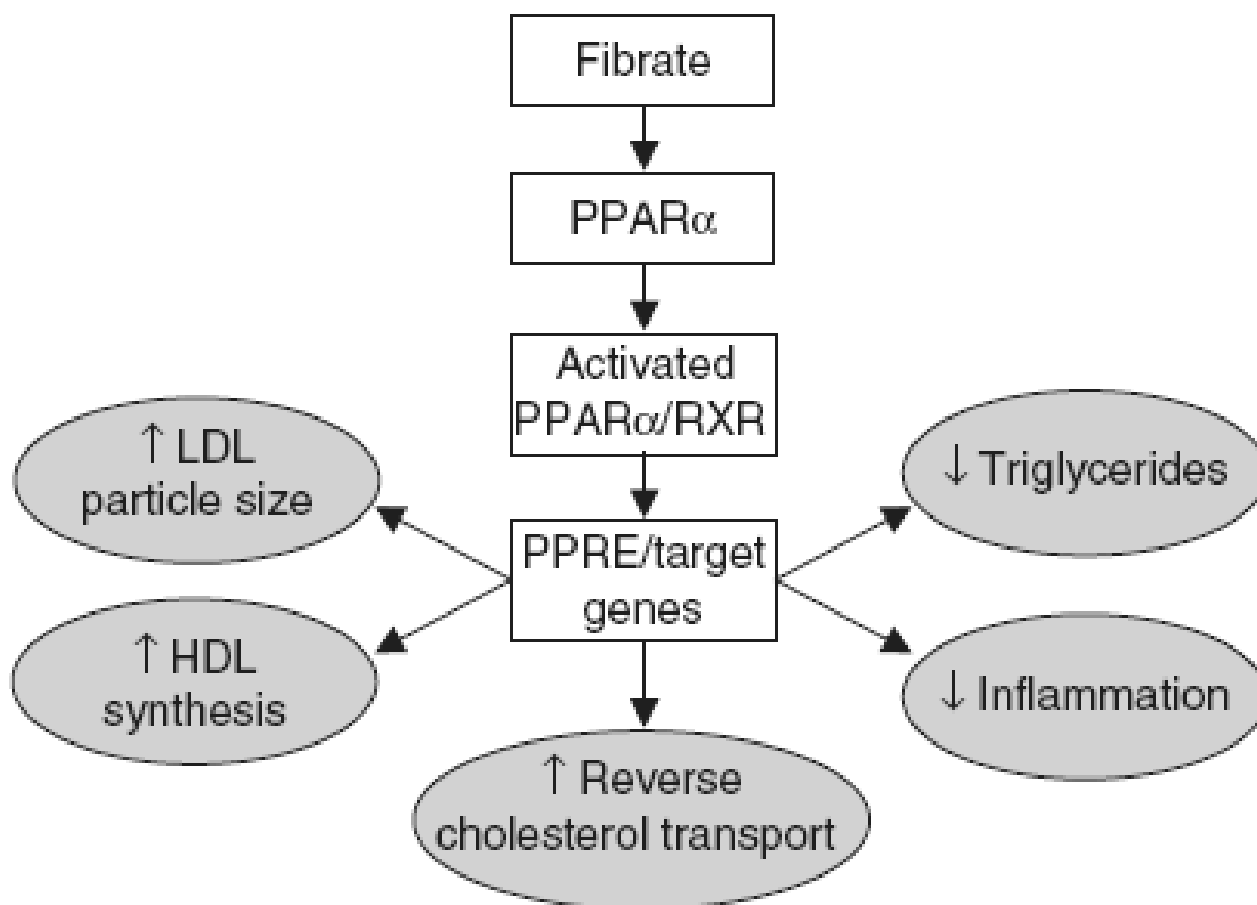 Fibrate
PPARα
Activated
PPARα/RXR
↑ LDL
particle size
↓ Triglycerides
PPRE/target
genes
↑ HDL
synthesis
↓ Inflammation
↑ Reverse
cholesterol transport